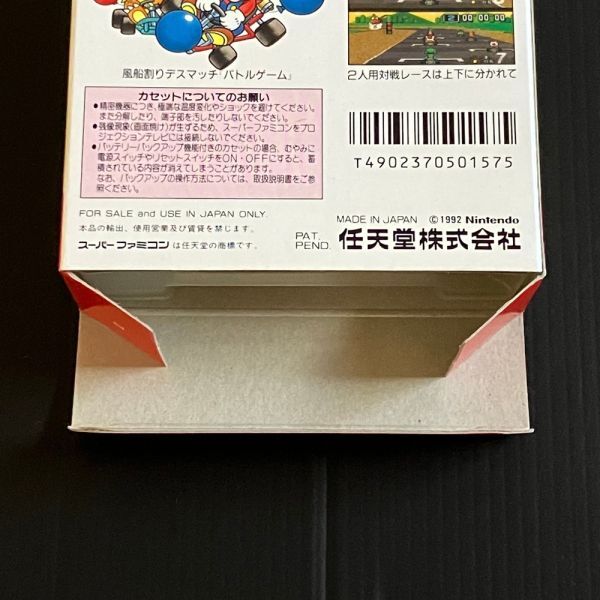 風船割りデスマッチ「バトルゲーム」
2人用対戦レースは上下に分かれて
カセットについてのお願い
●精密機器につき、極端な温度変化やショックを避けてください。
また分解したり、端子部を汚したりしないでください。
●残像現象(画面焼け)が生ずるため、スーパーファミコンをプロ
ジェクションテレビには接続しないでください。
●バッテリーバックアップ機能付きのカセットの場合、むやみに
電源スイッチやリセットスイッチをON・OFFにすると、蓄
積されている内容が消えてしまうことがあります。
なお、バックアップの操作方法については、取扱説明書をご参
照ください。
T4902370501575
FOR SALE and USE IN JAPAN ONLY.
本品の輸出、使用営業及び賃貸を禁じます。
スーパーファミコンは任天堂の商標です。
MADE IN JAPAN ©1992 Nintendo
PAT.
PEND.
任天堂株式会社